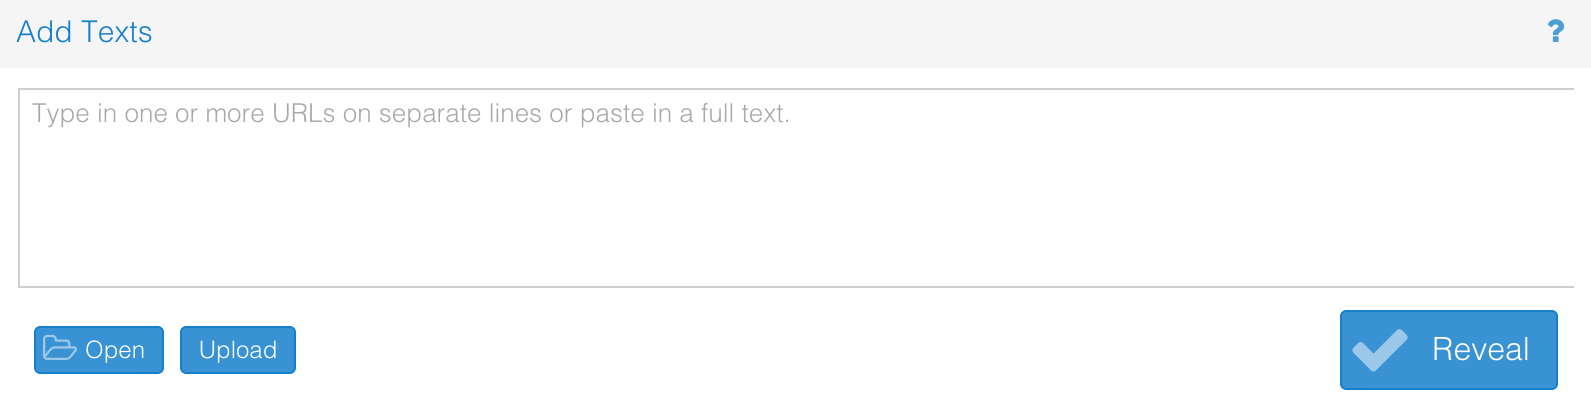 Add Texts
?
Type in one or more URLs on separate lines or paste in a full text.
Open
Upload
Reveal